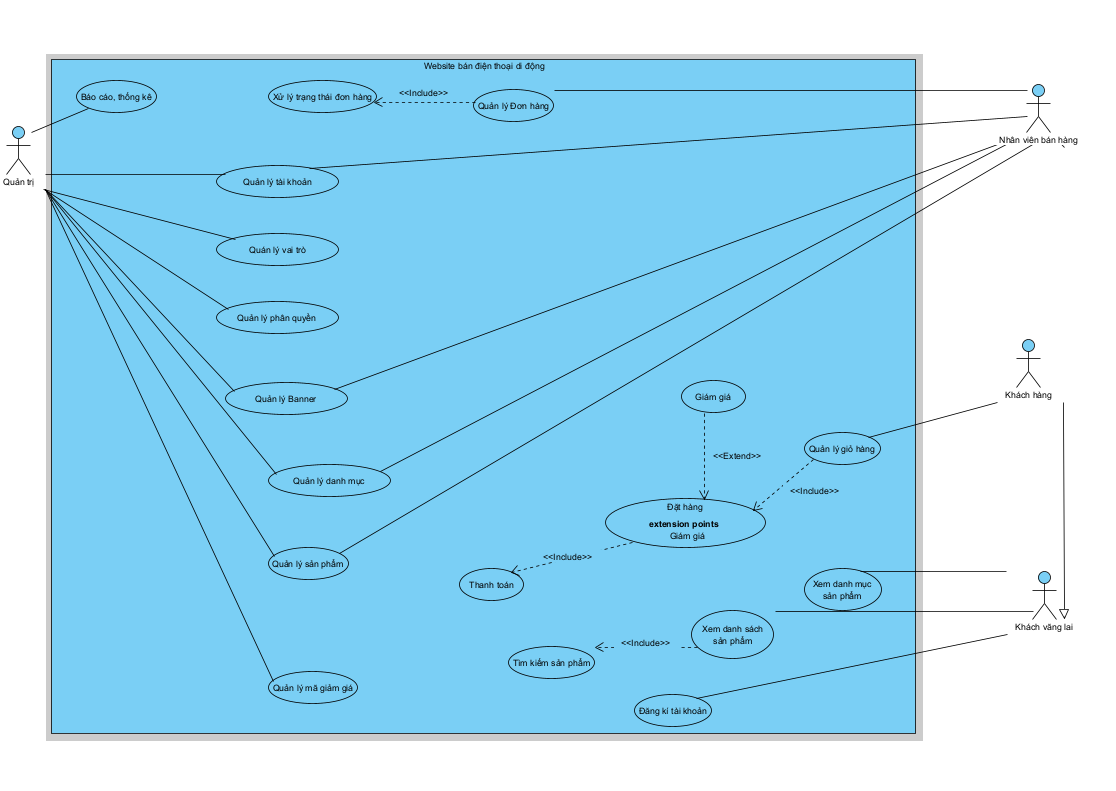 Website bán điện thoại di động
Báo cáo, thống kê
Xử lý trạng thái đơn hàng
<<Include>>
Quản lý Đơn hàng
Nhân viên bán hàng
Quản trị
Quản lý tài khoản
Quản lý vai trò
Quản lý phân quyền
Quản lý Banner
Giảm giá
Khách hàng
Quản lý giỏ hàng
<<Extend>>
Quản lý danh mục
<<Include>>
Đặt hàng
extension points
Giảm giá
<<Include>>
Quản lý sản phẩm
Thanh toán
Xem danh mục
sản phẩm
Khách vãng lai
Xem danh sách
sản phẩm
<<Include>>
Tìm kiếm sản phẩm
Quản lý mã giảm giá
Đăng kí tài khoản